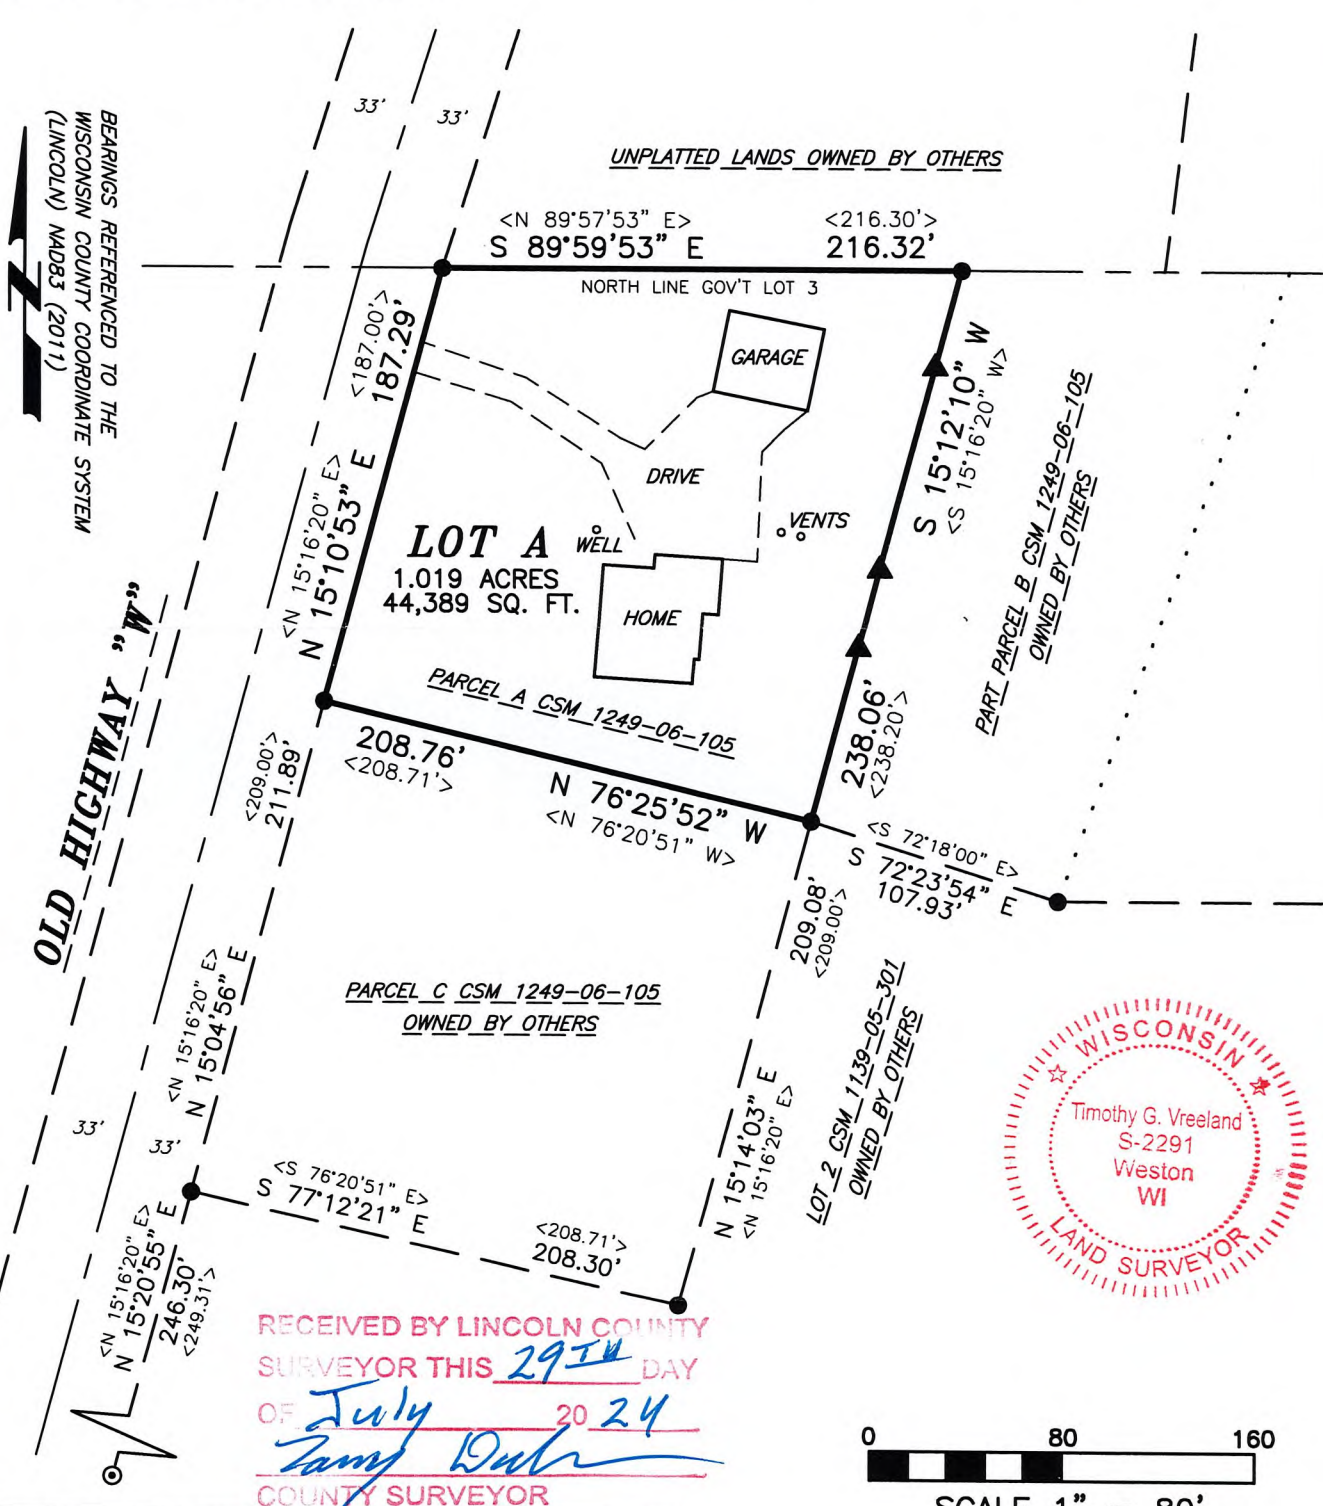 33'
33'
BEARINGS REFERENCED TO THE
WISCONSIN COUNTY COORDINATE SYSTEM
(LINCOLN) NAD83 (2011)
N
UNPLATTED LANDS OWNED BY OTHERS
<N 89°57'53" E>
<216.30'>
S 89°59'53" E
216.32'
NORTH LINE GOV'T LOT 3
<187.00'>
187.29'
<N 15°16'20" E>
N 15°10'53" E
GARAGE
DRIVE
VENTS
WELL
HOME
LOT A
1.019 ACRES
44,389 SQ. FT.
S 15°12'10" W
<S 15°16'20" W>
238.06'
<238.20'>
PART PARCEL B CSM 1249-06-105
OWNED BY OTHERS
PARCEL A CSM 1249-06-105
208.76'
<208.71'>
N 76°25'52" W
<N 76°20'51" W>
OLD HIGHWAY "W"
<209.00'>
211.89'
<S 72°18'00" E>
S 72°23'54" E
107.93'
209.08'
<209.00'>
<N 15°16'20" E>
N 15°04'56" E
PARCEL C CSM 1249-06-105
OWNED BY OTHERS
LOT 2 CSM 1139-05-301
OWNED BY OTHERS
N 15°14'03" E
<N 15°16'20" E>
33'
33'
<S 76°20'51" E>
S 77°12'21" E
<208.71'>
208.30'
<N 15°16'20" E>
N 15°20'55" E
246.30'
<249.31'>
WISCONSIN
Timothy G. Vreeland
S-2291
Weston
WI
LAND SURVEYOR
RECEIVED BY LINCOLN COUNTY
SURVEYOR THIS 29TH DAY
OF July 20 24
COUNTY SURVEYOR
0 80 160
SCALE 1" = 80'